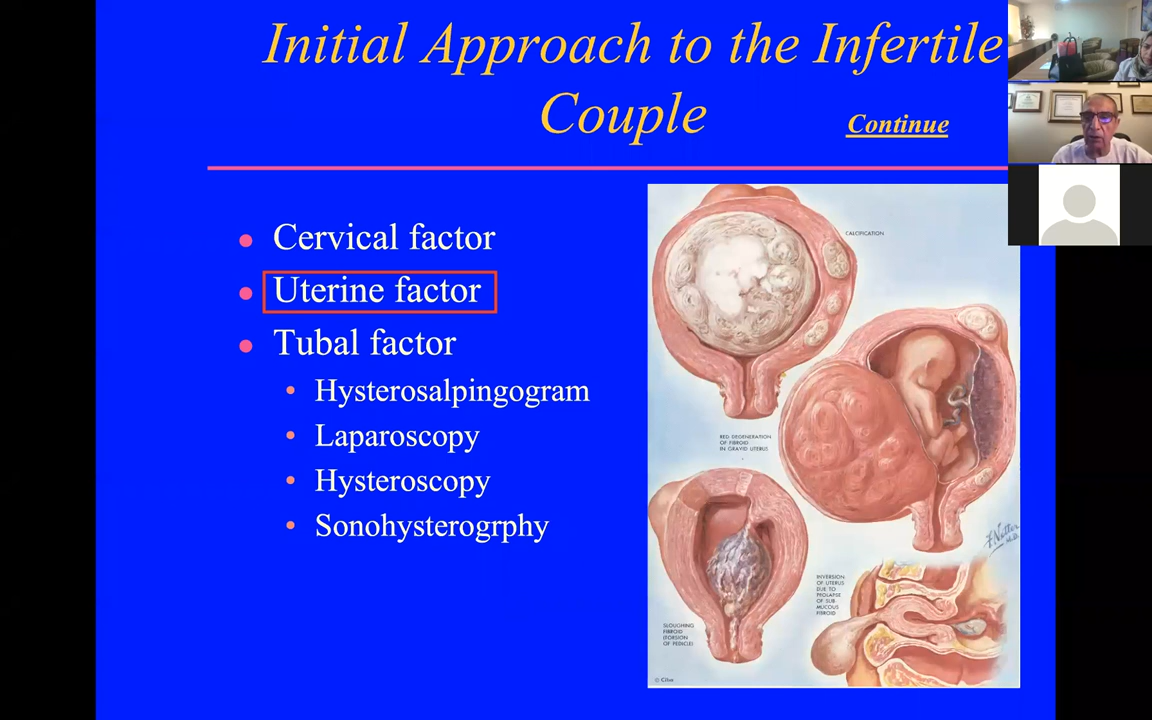 Initial Approach to the Infertile
Couple
Continue
Cervical factor
Uterine factor
Tubal factor
Hysterosalpingogram
Laparoscopy
Hysteroscopy
Sonohysterogrphy
CALCIFICATION
RED DEGENERATION
OF FIBROID
IN GRAVID UTERUS
SLOUGHING
FIBROID
(TORSION
OF PEDICLE)
INVERSION
OF UTERUS
DUE TO
PROLAPSE
OF SUB-
MUCOUS
FIBROID
F. Netter
M.D.
© Ciba